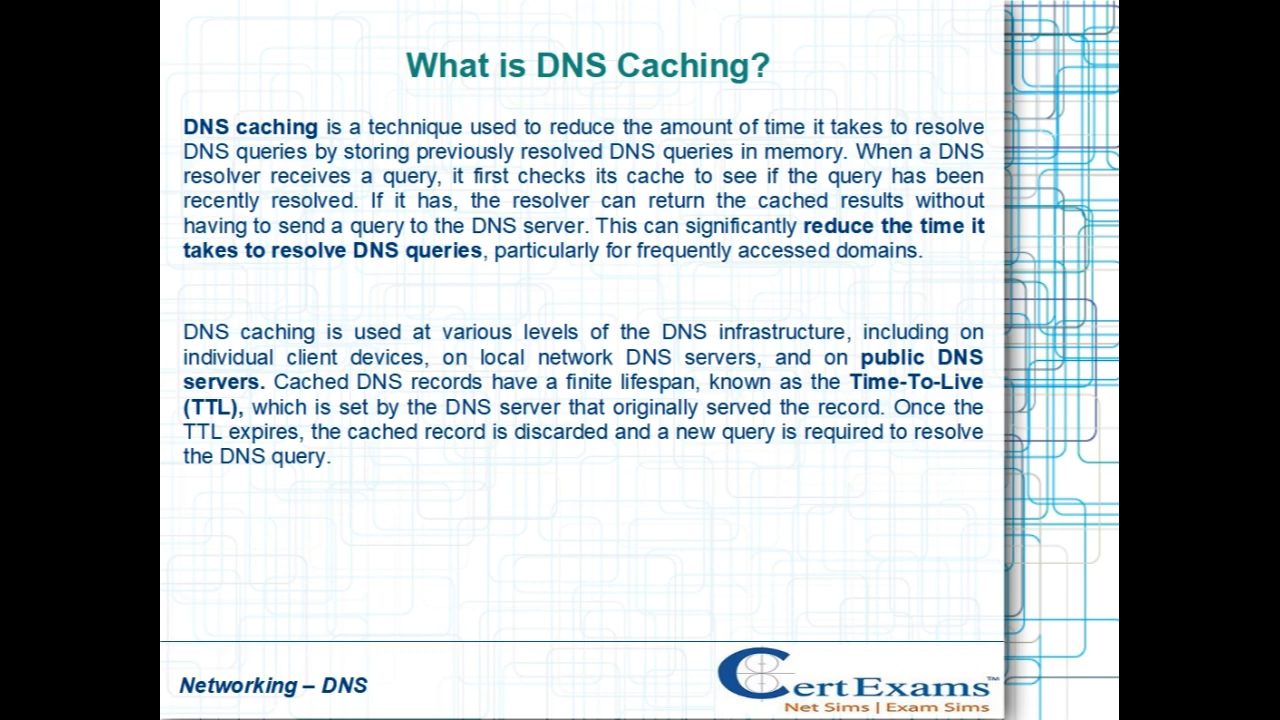 What is DNS Caching?
DNS caching is a technique used to reduce the amount of time it takes to resolve
DNS queries by storing previously resolved DNS queries in memory. When a DNS
resolver receives a query, it first checks its cache to see if the query has been
recently resolved. If it has, the resolver can return the cached results without
having to send a query to the DNS server. This can significantly reduce the time it
takes to resolve DNS queries, particularly for frequently accessed domains.
DNS caching is used at various levels of the DNS infrastructure, including on
individual client devices, on local network DNS servers, and on public DNS
servers. Cached DNS records have a finite lifespan, known as the Time-To-Live
(TTL), which is set by the DNS server that originally served the record. Once the
TTL expires, the cached record is discarded and a new query is required to resolve
the DNS query.
Networking – DNS
CertExams™
Net Sims | Exam Sims